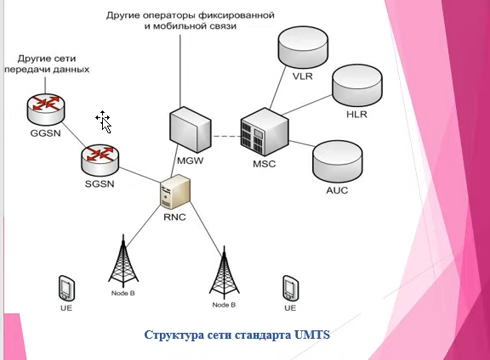 Другие операторы фиксированной
и мобильной связи
Другие сети
передачи данных
VLR
HLR
GGSN
MGW
MSC
SGSN
AUC
RNC
Node B
Node B
UE
UE
Структура сети стандарта UMTS